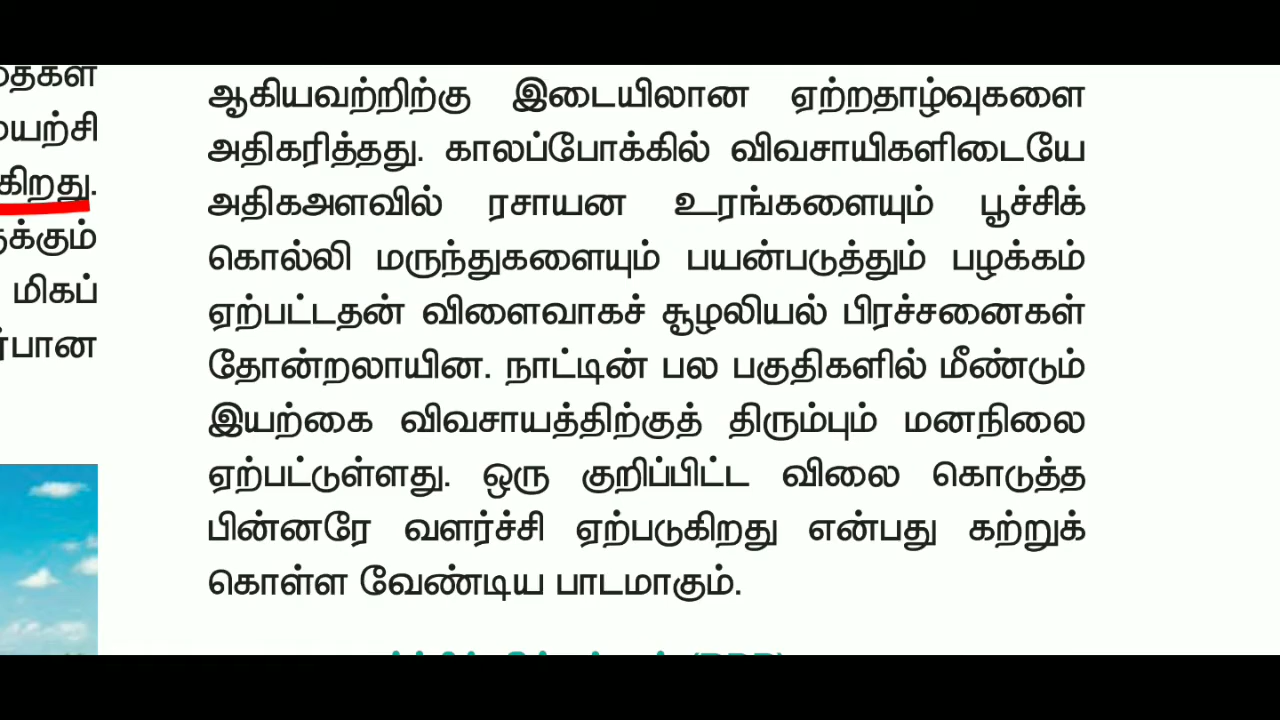 கிறது.
க்கும்
மிகப்
ஆகியவற்றிற்கு இடையிலான ஏற்றதாழ்வுகளை
அதிகரித்தது. காலப்போக்கில் விவசாயிகளிடையே
அதிகஅளவில் ரசாயன உரங்களையும் பூச்சிக்
கொல்லி மருந்துகளையும் பயன்படுத்தும் பழக்கம்
ஏற்பட்டதன் விளைவாகச் சூழலியல் பிரச்சனைகள்
தோன்றலாயின. நாட்டின் பல பகுதிகளில் மீண்டும்
இயற்கை விவசாயத்திற்குத் திரும்பும் மனநிலை
ஏற்பட்டுள்ளது. ஒரு குறிப்பிட்ட விலை கொடுத்த
பின்னரே வளர்ச்சி ஏற்படுகிறது என்பது கற்றுக்
கொள்ள வேண்டிய பாடமாகும்.